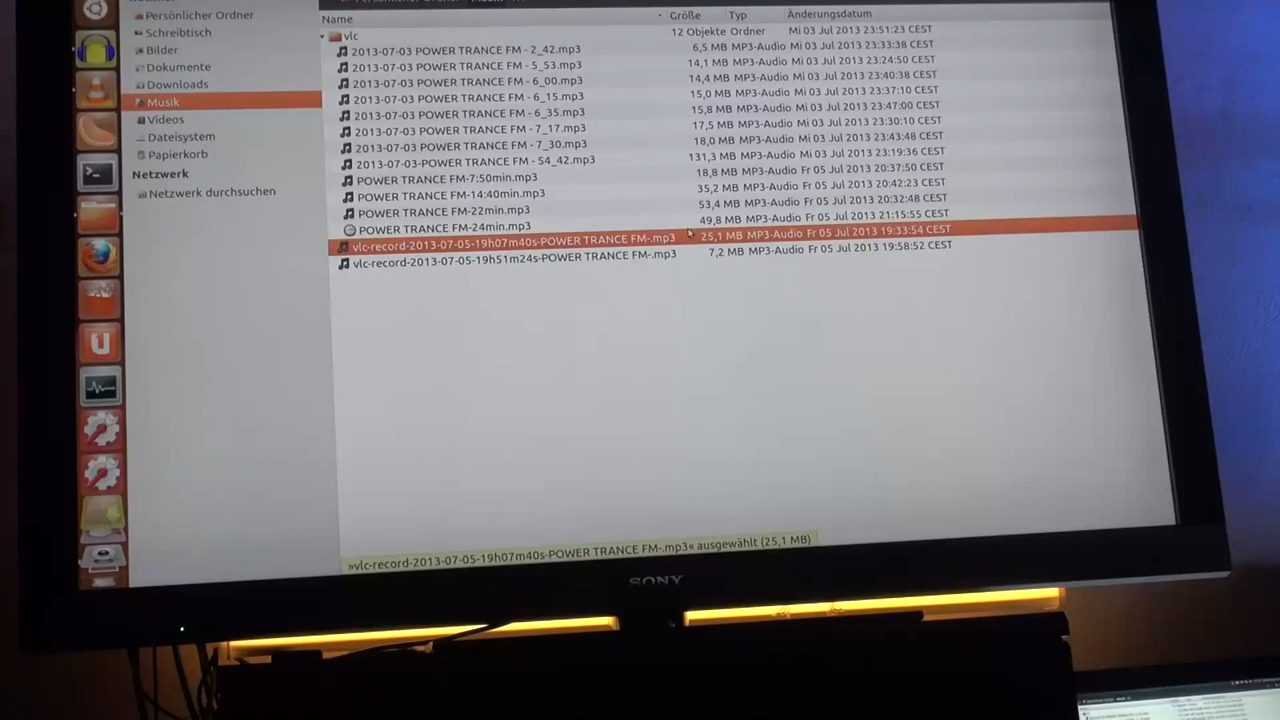 Persönlicher Ordner
Schreibtisch
Bilder
Dokumente
Downloads
Musik
Videos
Dateisystem
Papierkorb
Netzwerk
Netzwerk durchsuchen
Name Größe Typ Änderungsdatum
vlc 12 Objekte Ordner Mi 03 Jul 2013 23:51:23 CEST
2013-07-03 POWER TRANCE FM - 2_42.mp3 6,5 MB MP3-Audio Mi 03 Jul 2013 23:33:38 CEST
2013-07-03 POWER TRANCE FM - 5_53.mp3 14,1 MB MP3-Audio Mi 03 Jul 2013 23:24:50 CEST
2013-07-03 POWER TRANCE FM - 6_00.mp3 14,4 MB MP3-Audio Mi 03 Jul 2013 23:40:38 CEST
2013-07-03 POWER TRANCE FM - 6_15.mp3 15,0 MB MP3-Audio Mi 03 Jul 2013 23:37:10 CEST
2013-07-03 POWER TRANCE FM - 6_35.mp3 15,8 MB MP3-Audio Mi 03 Jul 2013 23:47:00 CEST
2013-07-03 POWER TRANCE FM - 7_17.mp3 17,5 MB MP3-Audio Mi 03 Jul 2013 23:30:10 CEST
2013-07-03 POWER TRANCE FM - 7_30.mp3 18,0 MB MP3-Audio Mi 03 Jul 2013 23:43:48 CEST
2013-07-03-POWER TRANCE FM - 54_42.mp3 131,3 MB MP3-Audio Mi 03 Jul 2013 23:19:36 CEST
POWER TRANCE FM-7:50min.mp3 18,8 MB MP3-Audio Fr 05 Jul 2013 20:37:50 CEST
POWER TRANCE FM-14:40min.mp3 35,2 MB MP3-Audio Fr 05 Jul 2013 20:42:23 CEST
POWER TRANCE FM-22min.mp3 53,4 MB MP3-Audio Fr 05 Jul 2013 20:32:48 CEST
POWER TRANCE FM-24min.mp3 49,8 MB MP3-Audio Fr 05 Jul 2013 21:15:55 CEST
vlc-record-2013-07-05-19h07m40s-POWER TRANCE FM-.mp3 25,1 MB MP3-Audio Fr 05 Jul 2013 19:33:54 CEST
vlc-record-2013-07-05-19h51m24s-POWER TRANCE FM-.mp3 7,2 MB MP3-Audio Fr 05 Jul 2013 19:58:52 CEST
»vlc-record-2013-07-05-19h07m40s-POWER TRANCE FM-.mp3« ausgewählt (25,1 MB)
SONY